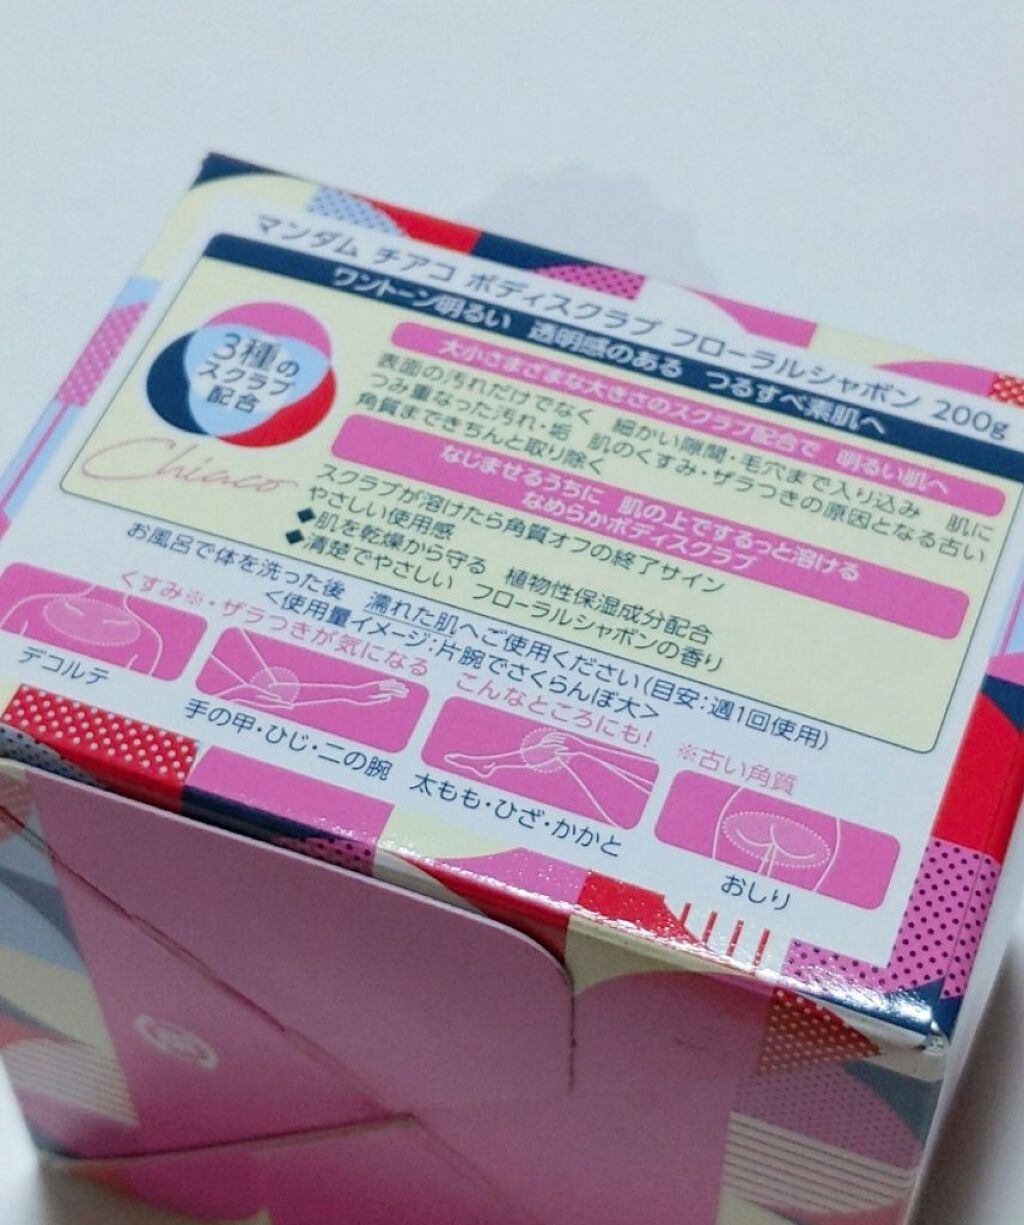 マンダム チアコ ボディスクラブ フローラルシャボン 200g
ワントーン明るい 透明感のある つるすべ素肌へ
3種の
スクラブ
配合
Chiaco
大小さまざまな大きさのスクラブ配合で 明るい肌へ
表面の汚れだけでなく 細かい隙間・毛穴まで入り込み 肌に
つみ重なった汚れ・垢 肌のくすみ・ザラつきの原因となる古い
角質まできちんと取り除く
なじませるうちに 肌の上でするっと溶ける
なめらかボディスクラブ
スクラブが溶けたら角質オフの終了サイン
やさしい使用感
◆肌を乾燥から守る 植物性保湿成分配合
◆清楚でやさしい フローラルシャボンの香り
お風呂で体を洗った後 濡れた肌へご使用ください(目安:週1回使用)
<使用量イメージ:片腕でさくらんぼ大>
くすみ※・ザラつきが気になる こんなところにも! ※古い角質
デコルテ
手の甲・ひじ・二の腕
太もも・ひざ・かかと
おしり